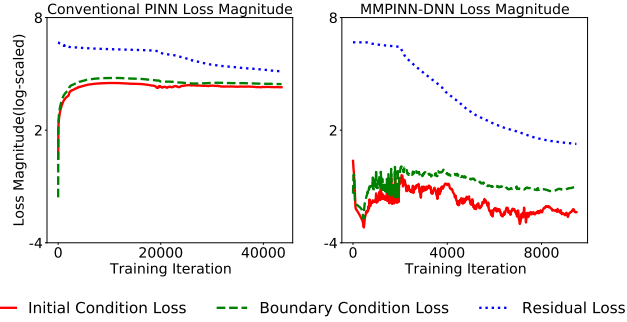 Conventional PINN Loss Magnitude
MMPINN-DNN Loss Magnitude
Loss Magnitude(log-scaled)
8
2
-4
0
20000
40000
Training Iteration
8
2
-4
0
4000
8000
Training Iteration
Initial Condition Loss
Boundary Condition Loss
Residual Loss